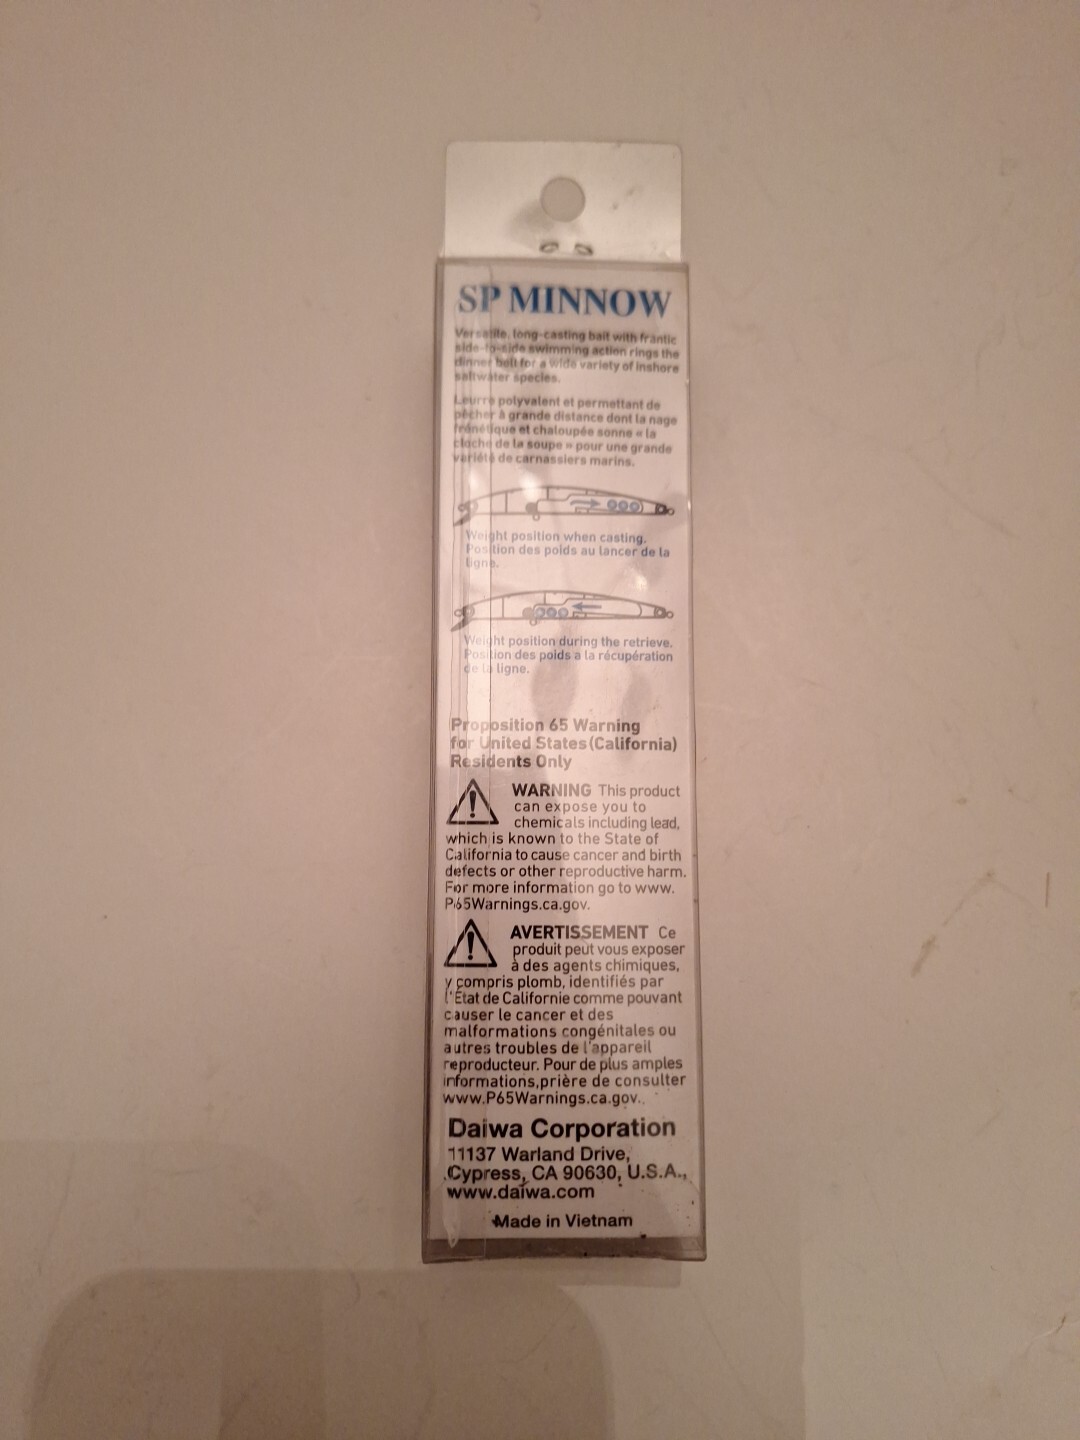 SP MINNOW
Versatile, long-casting bait with frantic
side-to-side swimming action rings the
dinner bell for a wide variety of inshore
saltwater species.
Leurre polyvalent et permettant de
pêcher à grande distance dont la nage
frénétique et chaloupée sonne « la
cloche de la soupe » pour une grande
variété de carnassiers marins.
Weight position when casting.
Position des poids au lancer de la
ligne.
Weight position during the retrieve.
Position des poids a la récupération
de la ligne.
Proposition 65 Warning
for United States (California)
Residents Only
WARNING This product
can expose you to
chemicals including lead,
which is known to the State of
California to cause cancer and birth
defects or other reproductive harm.
For more information go to www.
P65Warnings.ca.gov.
AVERTISSEMENT Ce
produit peut vous exposer
à des agents chimiques,
y compris plomb, identifiés par
l'État de Californie comme pouvant
causer le cancer et des
malformations congénitales ou
autres troubles de l'appareil
reproducteur. Pour de plus amples
informations,prière de consulter
www.P65Warnings.ca.gov.
Daiwa Corporation
11137 Warland Drive,
Cypress, CA 90630, U.S.A.,
www.daiwa.com
Made in Vietnam